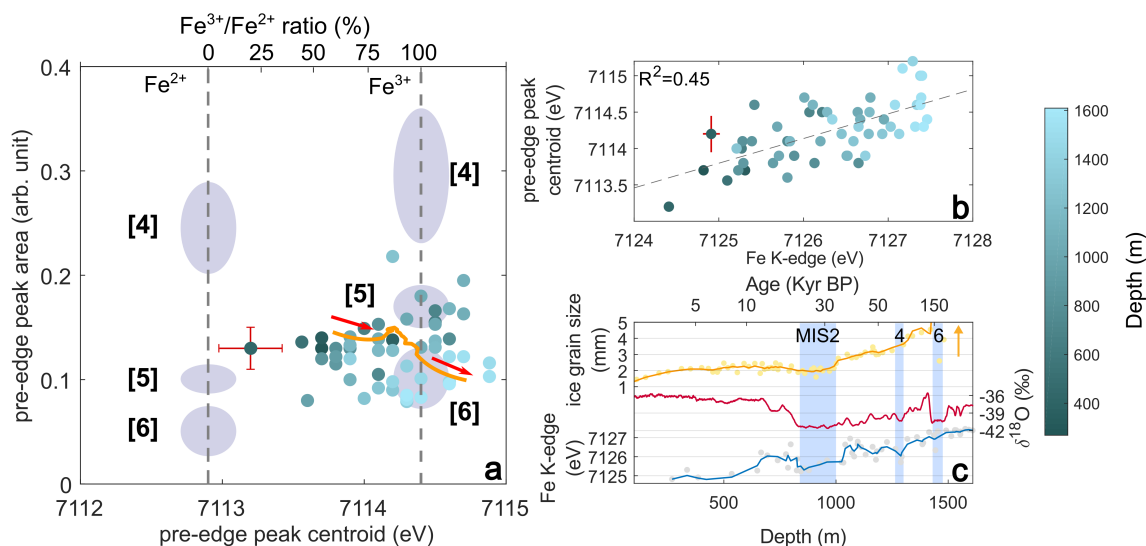 Fe³⁺/Fe²⁺ ratio (%)
0 25 50 75 100
Fe²⁺
Fe³⁺
0.4
0.3
0.2
0.1
0
pre-edge peak area (arb. unit)
[4]
[4]
[5]
[5]
[6]
[6]
a
7112 7113 7114 7115
pre-edge peak centroid (eV)
R²=0.45
7115
7114.5
7114
7113.5
pre-edge peak
centroid (eV)
b
7124 7125 7126 7127 7128
Fe K-edge (eV)
Age (Kyr BP)
5 10 30 50 150
5
4
3
2
1
ice grain size
(mm)
MIS2 4 6
-36
-39
-42
δ¹⁸O (‰)
7127
7126
7125
Fe K-edge
(eV)
c
500 1000 1500
Depth (m)
1600
1400
1200
1000
800
600
400
Depth (m)